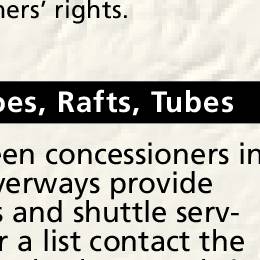 ners' rights.
oes, Rafts, Tubes
een concessioners in
verways provide
s and shuttle serv-
r a list contact the